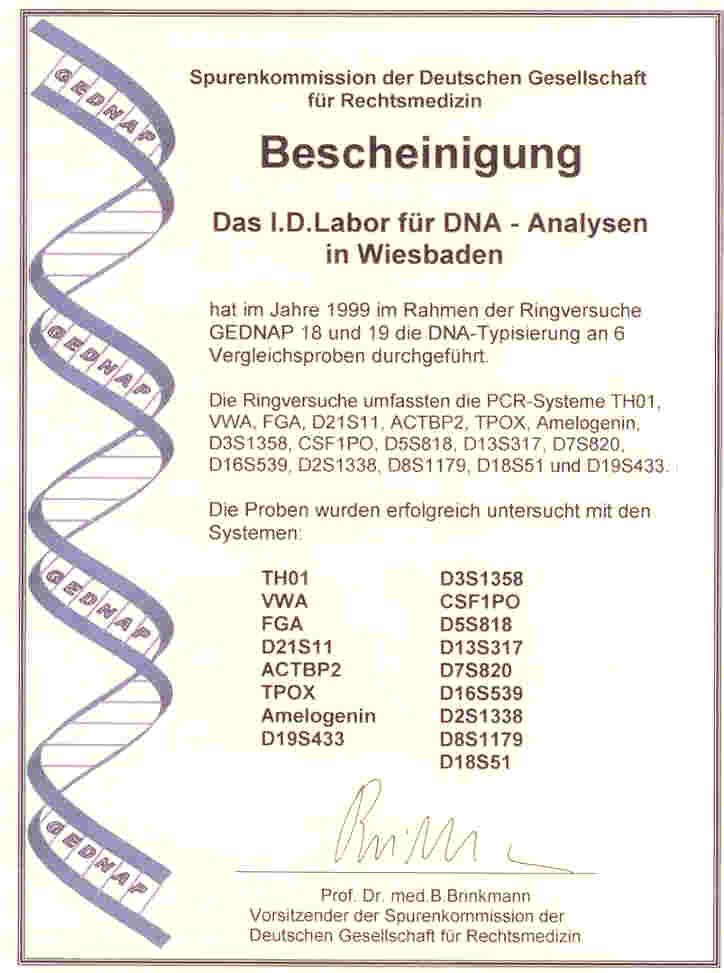 Spurenkommission der Deutschen Gesellschaft
für Rechtsmedizin
Bescheinigung
Das I.D.Labor für DNA - Analysen
in Wiesbaden
hat im Jahre 1999 im Rahmen der Ringversuche
GEDNAP 18 und 19 die DNA-Typisierung an 6
Vergleichsproben durchgeführt.
Die Ringversuche umfassten die PCR-Systeme TH01,
VWA, FGA, D21S11, ACTBP2, TPOX, Amelogenin,
D3S1358, CSF1PO, D5S818, D13S317, D7S820,
D16S539, D2S1338, D8S1179, D18S51 und D19S433.
Die Proben wurden erfolgreich untersucht mit den
Systemen:
TH01
VWA
FGA
D21S11
ACTBP2
TPOX
Amelogenin
D19S433
D3S1358
CSF1PO
D5S818
D13S317
D7S820
D16S539
D2S1338
D8S1179
D18S51
Prof. Dr. med.B.Brinkmann
Vorsitzender der Spurenkommission der
Deutschen Gesellschaft für Rechtsmedizin
GEDNAP
GEDNAP
GEDNAP
GEDNAP